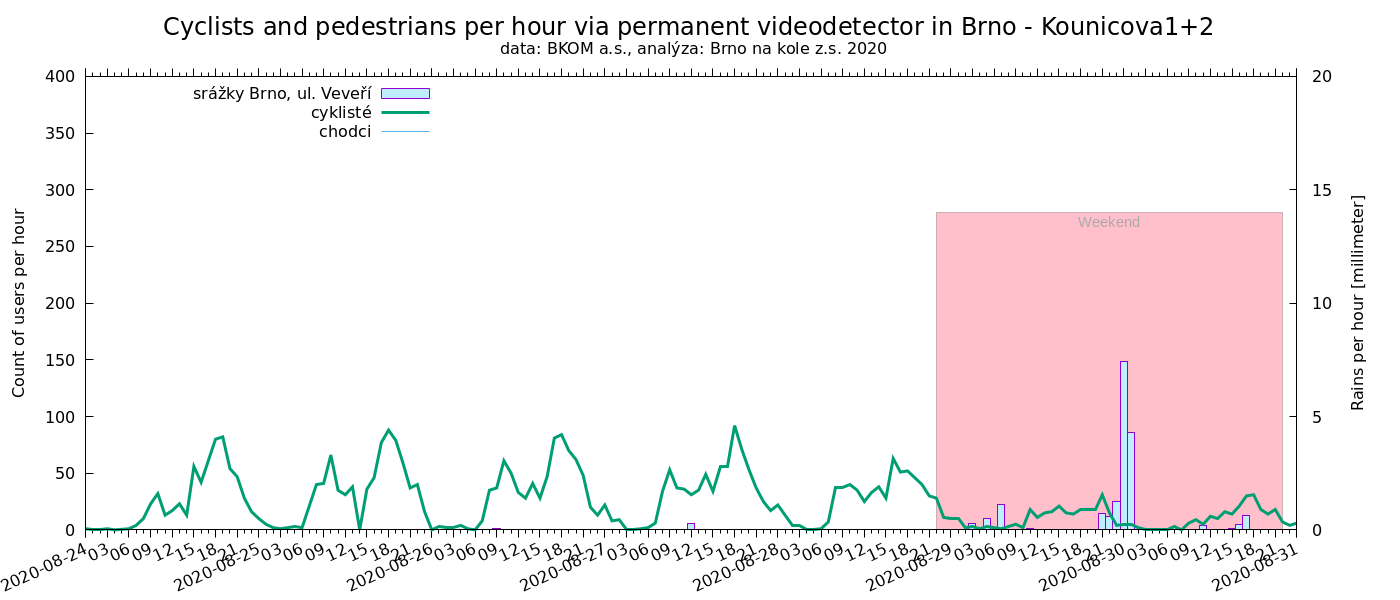 Cyclists and pedestrians per hour via permanent videodetector in Brno - Kounicova1+2
data: BKOM a.s., analýza: Brno na kole z.s. 2020
srážky Brno, ul. Veveří
cyklisté
chodci
Weekend
Count of users per hour
400
350
300
250
200
150
100
50
0
Rains per hour [millimeter]
20
15
10
5
0
2020-08-24 03 06 09 12 15 18 21 2020-08-25 03 06 09 12 15 18 21 2020-08-26 03 06 09 12 15 18 21 2020-08-27 03 06 09 12 15 18 21 2020-08-28 03 06 09 12 15 18 21 2020-08-29 03 06 09 12 15 18 21 2020-08-30 03 06 09 12 15 18 21 2020-08-31